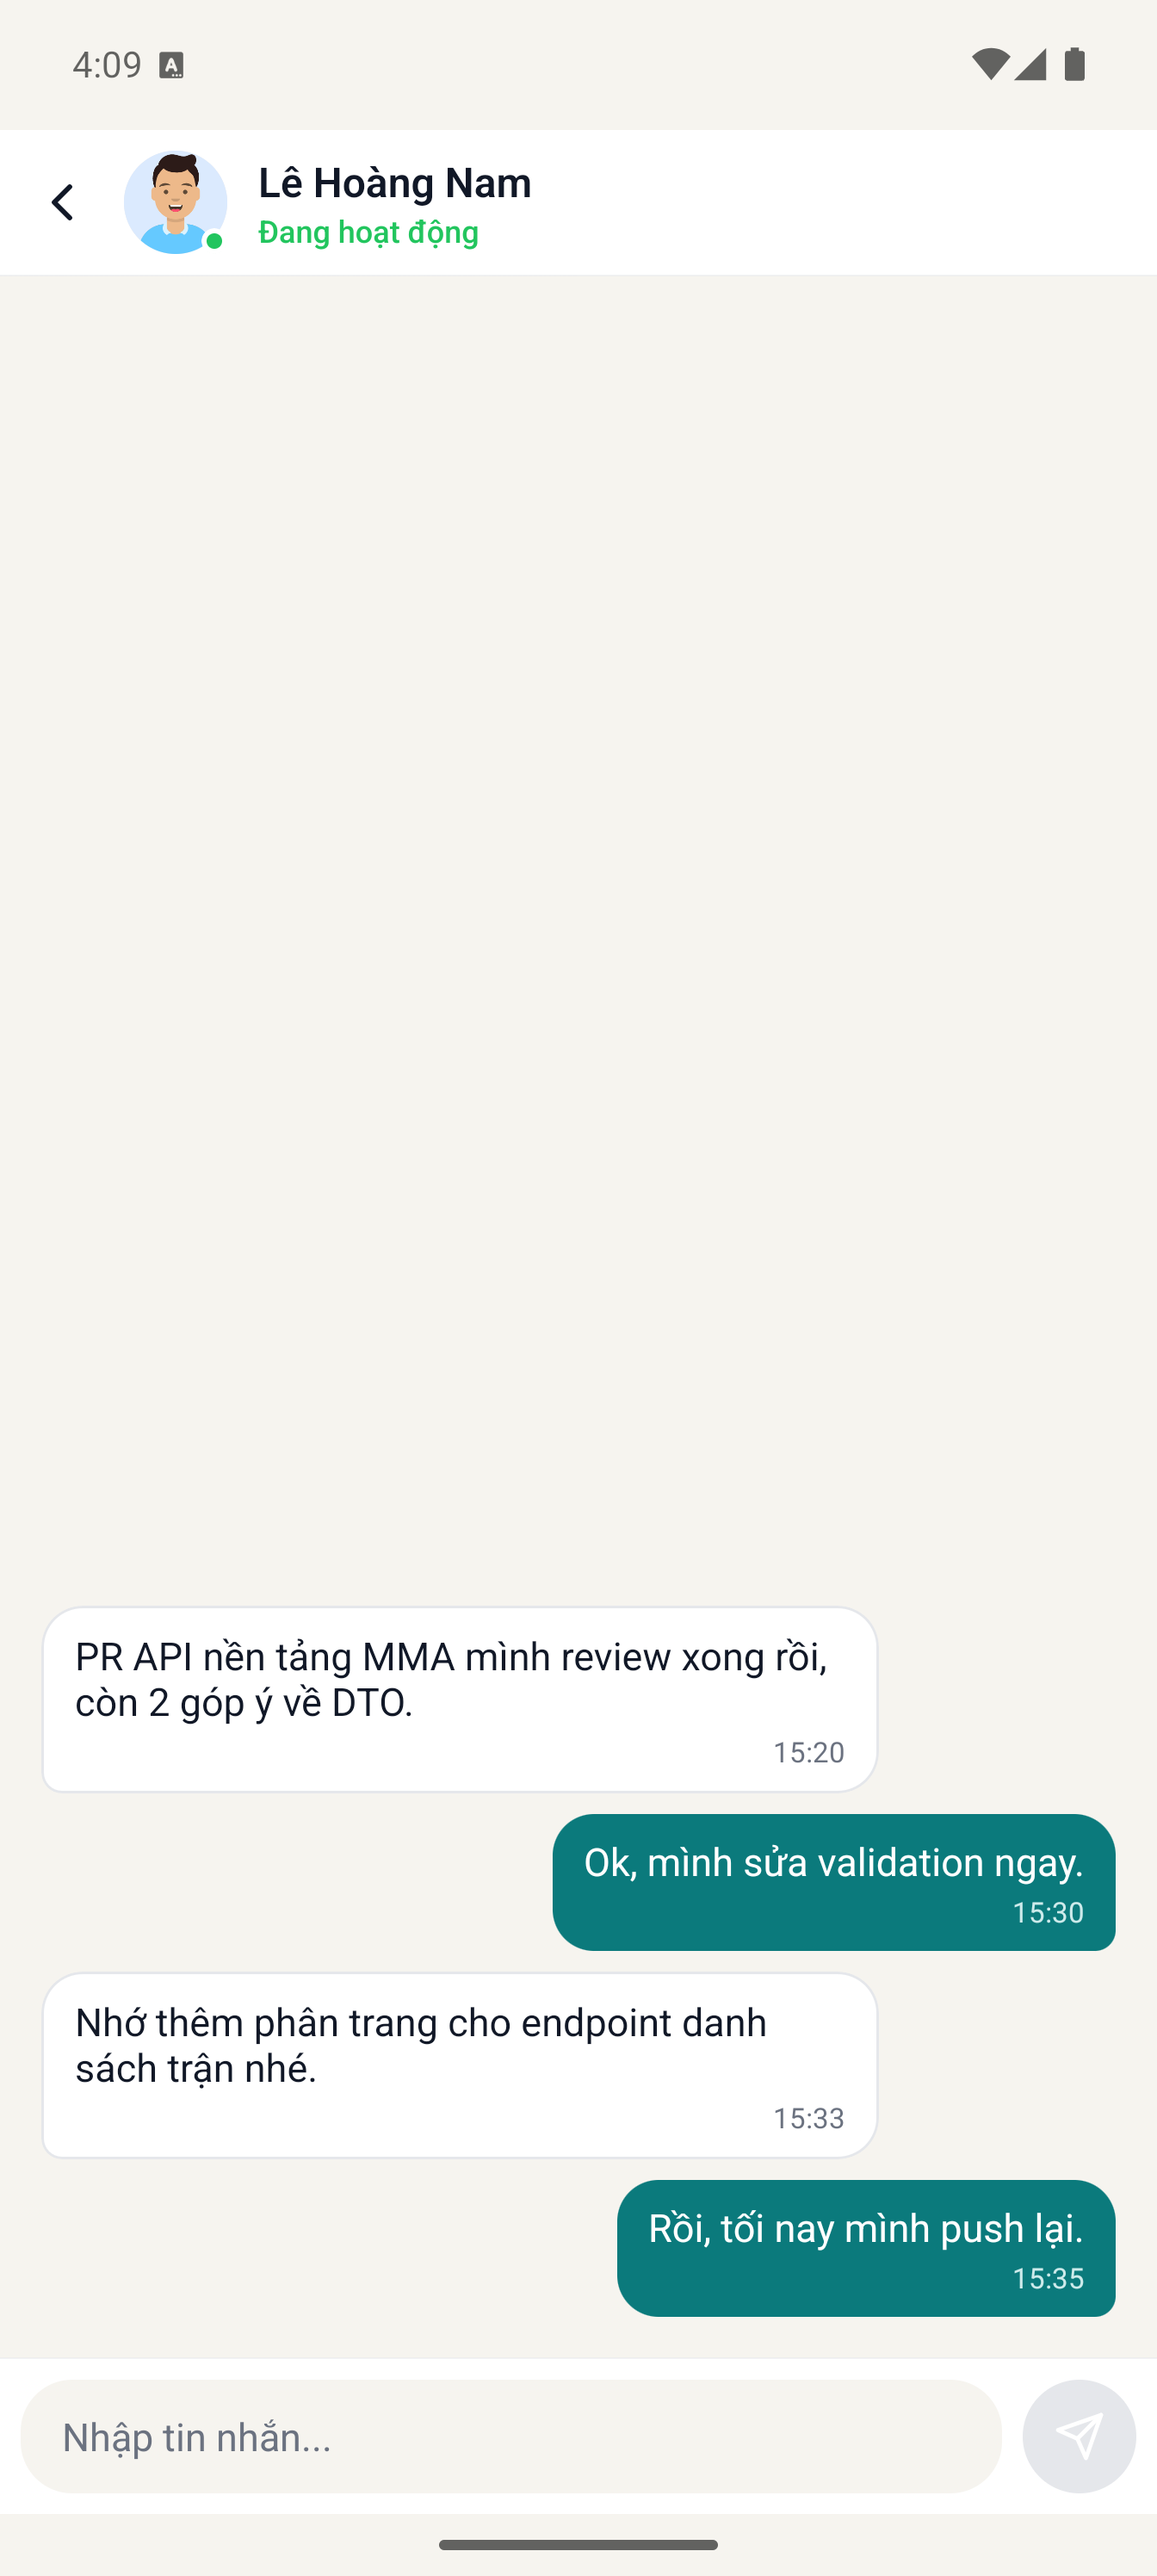 4:09
Lê Hoàng Nam
Đang hoạt động
PR API nền tảng MMA mình review xong rồi,
còn 2 góp ý về DTO.
15:20
Ok, mình sửa validation ngay.
15:30
Nhớ thêm phân trang cho endpoint danh
sách trận nhé.
15:33
Rồi, tối nay mình push lại.
15:35
Nhập tin nhắn...